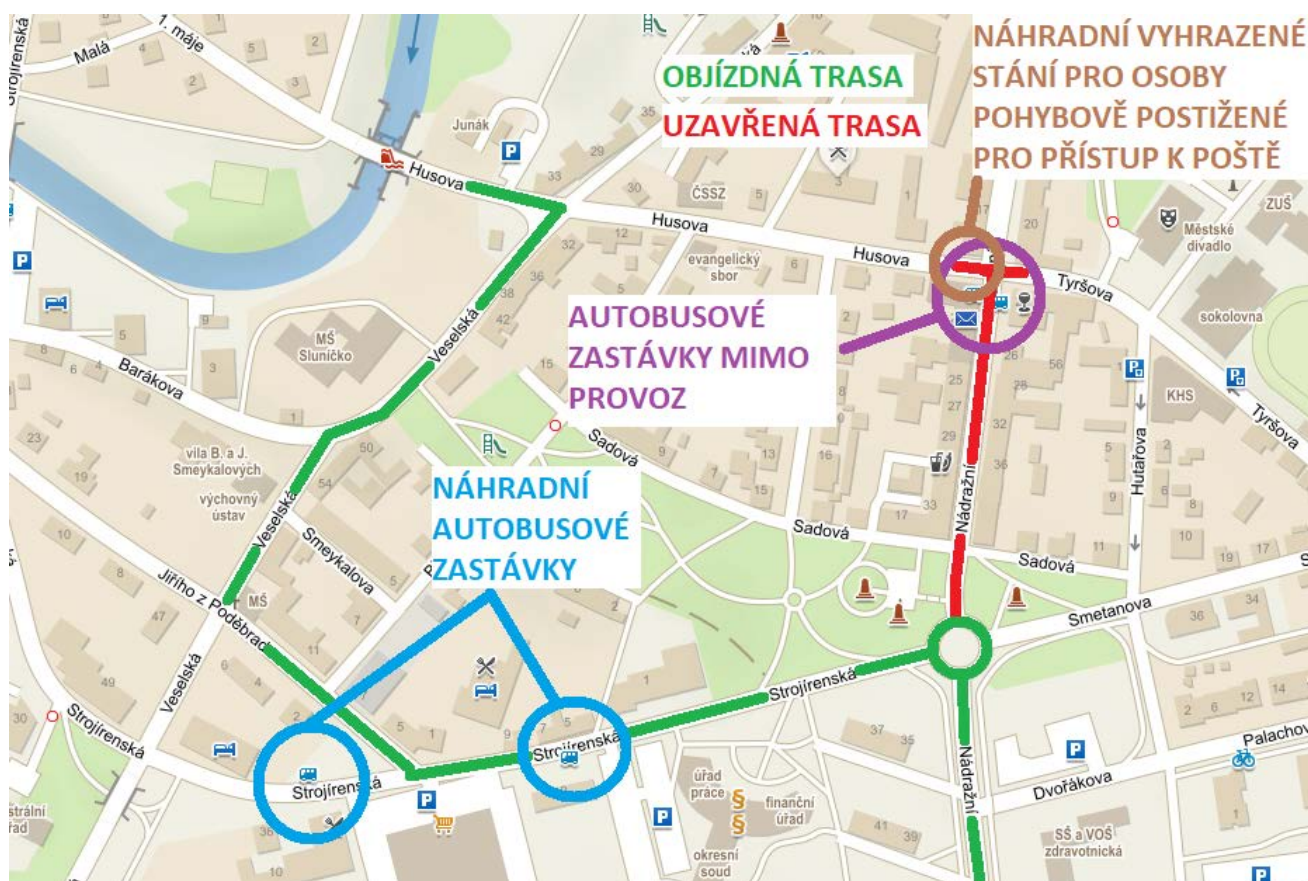 Strojírenská
Malá
1. máje
Junák
Husova
OBJÍZDNÁ TRASA
UZAVŘENÁ TRASA
NÁHRADNÍ VYHRAZENÉ
STÁNÍ PRO OSOBY
POHYBOVĚ POSTIŽENÉ
PRO PŘÍSTUP K POŠTĚ
ČSSZ
Husova
evangelický
sbor
Husova
Tyršova
Městské
divadlo
ZUŠ
sokolovna
AUTOBUSOVÉ
ZASTÁVKY MIMO
PROVOZ
MŠ
Sluníčko
Veselská
Barákova
vila B. a J.
Smeykalových
výchovný
ústav
Veselská
Smeykalova
Sadová
Sadová
Sadová
Nádražní
KHS
Hutařova
Tyršova
NÁHRADNÍ
AUTOBUSOVÉ
ZASTÁVKY
Jiřího z Poděbrad
MŠ
Veselská
Strojírenská
Strojírenská
Strojírenská
Strojírenská
Smetanova
Nádražní
Palachov
Dvořákova
úřad
práce
finanční
úřad
okresní
soud
SŠ a VOŠ
zdravotnická